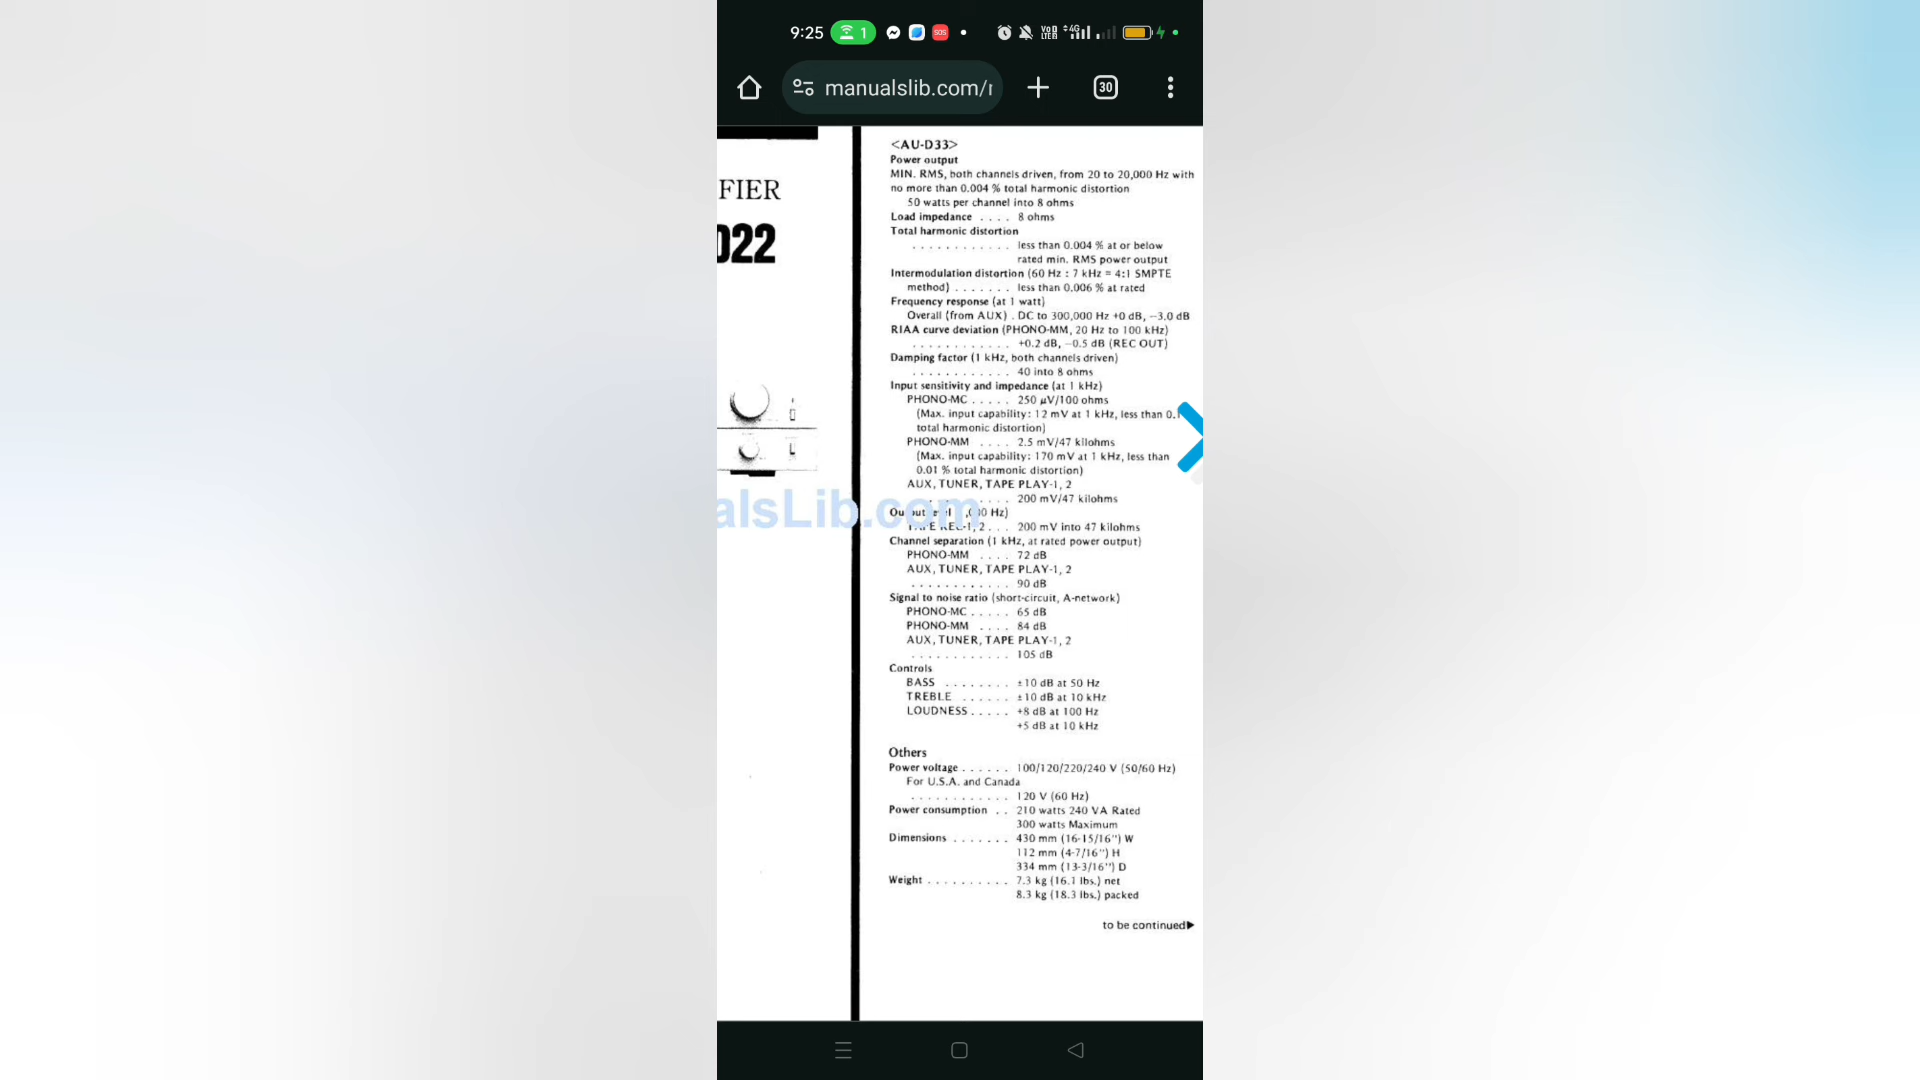 9:25
1
SOS
VoD
LTE
4G
manualslib.com/r
30
FIER
D22
alsLib.com
<AU-D33>
Power output
MIN. RMS, both channels driven, from 20 to 20,000 Hz with
no more than 0.004 % total harmonic distortion
50 watts per channel into 8 ohms
Load impedance .... 8 ohms
Total harmonic distortion
............ less than 0.004 % at or below
rated min. RMS power output
Intermodulation distortion (60 Hz : 7 kHz = 4:1 SMPTE
method) ....... less than 0.006 % at rated
Frequency response (at 1 watt)
Overall (from AUX) . DC to 300,000 Hz +0 dB, −3.0 dB
RIAA curve deviation (PHONO-MM, 20 Hz to 100 kHz)
............ +0.2 dB, −0.5 dB (REC OUT)
Damping factor (1 kHz, both channels driven)
............ 40 into 8 ohms
Input sensitivity and impedance (at 1 kHz)
PHONO-MC ..... 250 μV/100 ohms
(Max. input capability: 12 mV at 1 kHz, less than 0.
total harmonic distortion)
PHONO-MM .... 2.5 mV/47 kilohms
(Max. input capability: 170 mV at 1 kHz, less than
0.01 % total harmonic distortion)
AUX, TUNER, TAPE PLAY-1, 2
............ 200 mV/47 kilohms
Hz)
2... 200 mV into 47 kilohms
Channel separation (1 kHz, at rated power output)
PHONO-MM .... 72 dB
AUX, TUNER, TAPE PLAY-1, 2
............ 90 dB
Signal to noise ratio (short-circuit, A-network)
PHONO-MC ..... 65 dB
PHONO-MM .... 84 dB
AUX, TUNER, TAPE PLAY-1, 2
............ 105 dB
Controls
BASS ........ ±10 dB at 50 Hz
TREBLE ...... ±10 dB at 10 kHz
LOUDNESS ..... +8 dB at 100 Hz
+5 dB at 10 kHz
Others
Power voltage ...... 100/120/220/240 V (50/60 Hz)
For U.S.A. and Canada
............ 120 V (60 Hz)
Power consumption .. 210 watts 240 VA Rated
300 watts Maximum
Dimensions ....... 430 mm (16-15/16") W
112 mm (4-7/16") H
334 mm (13-3/16") D
Weight .......... 7.3 kg (16.1 lbs.) net
8.3 kg (18.3 lbs.) packed
to be continued▶